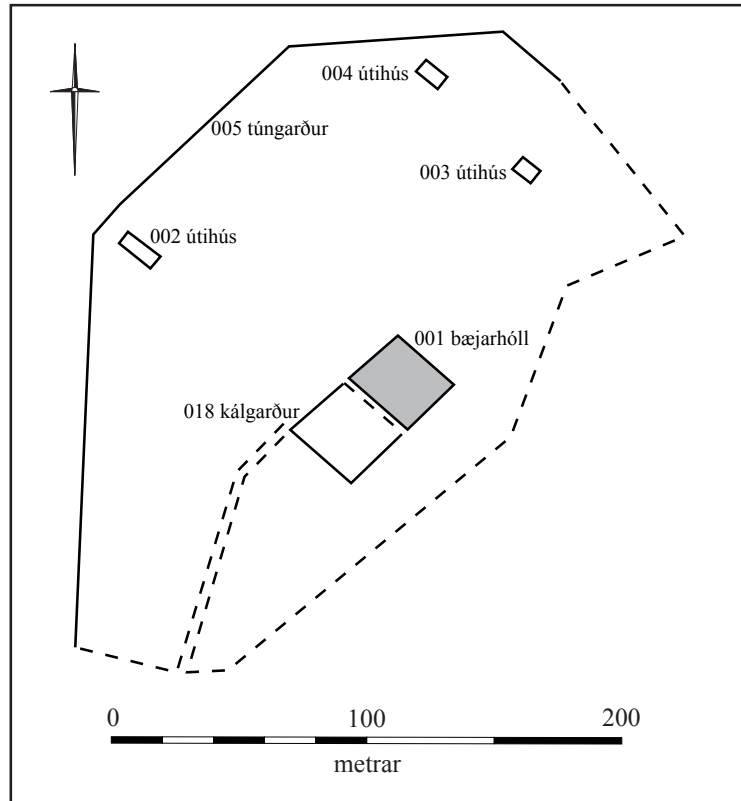 004 útihús
005 túngarður
003 útihús
002 útihús
001 bæjarhóll
018 kálgarður
0 100 200
metrar